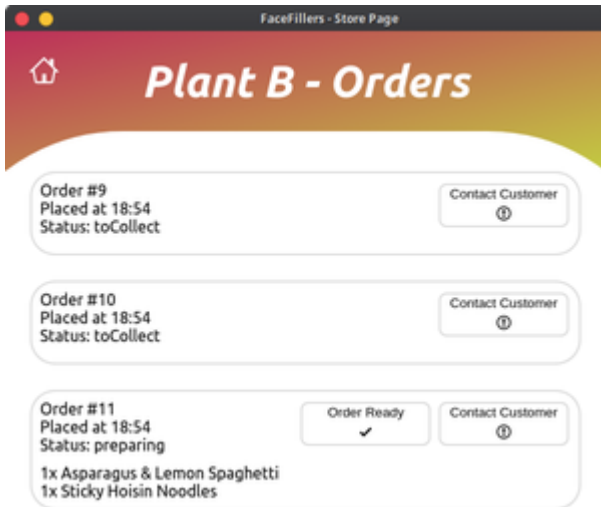 FaceFillers - Store Page
Plant B - Orders
Order #9
Placed at 18:54
Status: toCollect
Contact Customer
Order #10
Placed at 18:54
Status: toCollect
Contact Customer
Order #11
Placed at 18:54
Status: preparing
1x Asparagus & Lemon Spaghetti
1x Sticky Hoisin Noodles
Order Ready
Contact Customer